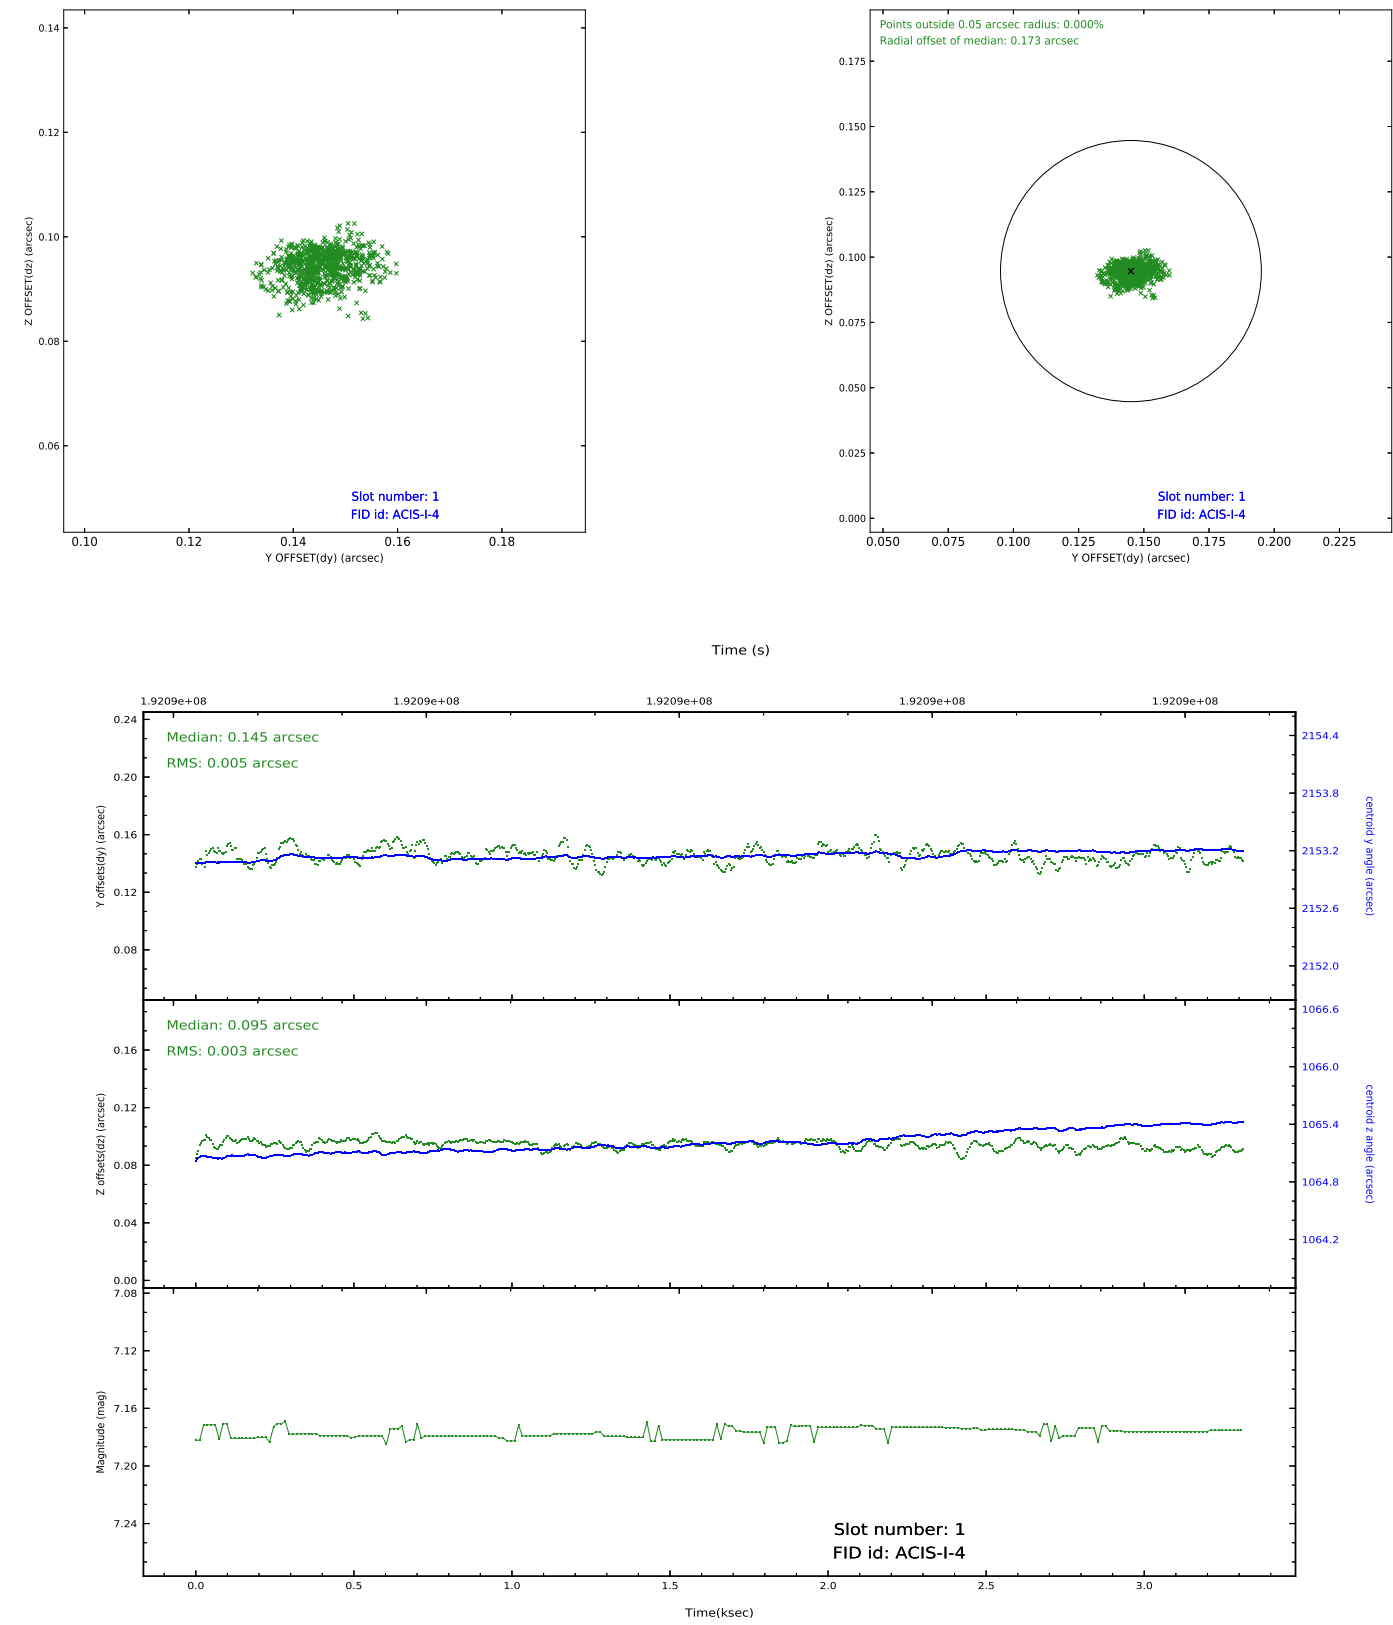 0.14
0.12
0.10
0.08
0.06
Z OFFSET(dz) (arcsec)
Slot number: 1
FID id: ACIS-I-4
0.10 0.12 0.14 0.16 0.18
Y OFFSET(dy) (arcsec)
Points outside 0.05 arcsec radius: 0.000%
Radial offset of median: 0.173 arcsec
0.175
0.150
0.125
0.100
0.075
0.050
0.025
0.000
Z OFFSET(dz) (arcsec)
Slot number: 1
FID id: ACIS-I-4
0.050 0.075 0.100 0.125 0.150 0.175 0.200 0.225
Y OFFSET(dy) (arcsec)
Time (s)
1.9209e+08 1.9209e+08 1.9209e+08 1.9209e+08 1.9209e+08
Median: 0.145 arcsec
RMS: 0.005 arcsec
0.24
0.20
0.16
0.12
0.08
Y offsets(dy) (arcsec)
2154.4
2153.8
2153.2
2152.6
2152.0
centroid y angle (arcsec)
Median: 0.095 arcsec
RMS: 0.003 arcsec
0.16
0.12
0.08
0.04
0.00
Z offsets(dz) (arcsec)
1066.6
1066.0
1065.4
1064.8
1064.2
centroid z angle (arcsec)
7.08
7.12
7.16
7.20
7.24
Magnitude (mag)
Slot number: 1
FID id: ACIS-I-4
0.0 0.5 1.0 1.5 2.0 2.5 3.0
Time(ksec)